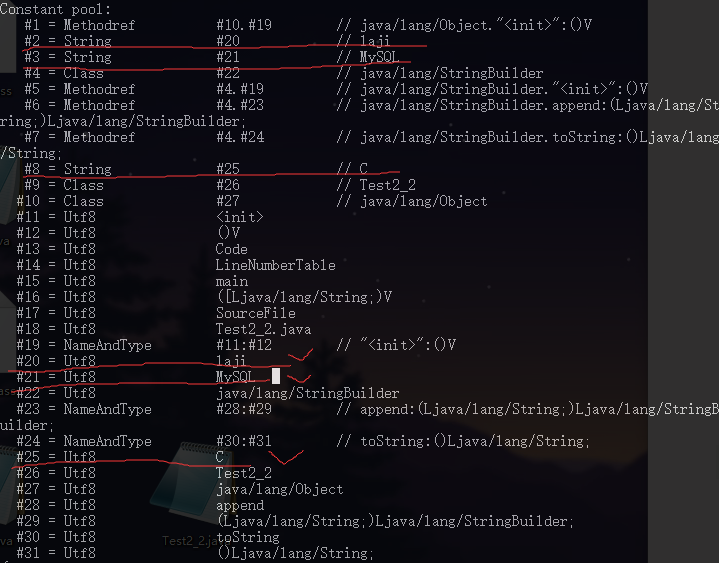 Constant pool:
#1 = Methodref #10.#19 // java/lang/Object."<init>":()V
#2 = String #20 // laji
#3 = String #21 // MySQL
#4 = Class #22 // java/lang/StringBuilder
#5 = Methodref #4.#19 // java/lang/StringBuilder."<init>":()V
#6 = Methodref #4.#23 // java/lang/StringBuilder.append:(Ljava/lang/St
ring;)Ljava/lang/StringBuilder;
#7 = Methodref #4.#24 // java/lang/StringBuilder.toString:()Ljava/lang
/String;
#8 = String #25 // C
#9 = Class #26 // Test2_2
#10 = Class #27 // java/lang/Object
#11 = Utf8 <init>
#12 = Utf8 ()V
#13 = Utf8 Code
#14 = Utf8 LineNumberTable
#15 = Utf8 main
#16 = Utf8 ([Ljava/lang/String;)V
#17 = Utf8 SourceFile
#18 = Utf8 Test2_2.java
#19 = NameAndType #11:#12 // "<init>":()V
#20 = Utf8 laji
#21 = Utf8 MySQL
#22 = Utf8 java/lang/StringBuilder
#23 = NameAndType #28:#29 // append:(Ljava/lang/String;)Ljava/lang/StringB
uilder;
#24 = NameAndType #30:#31 // toString:()Ljava/lang/String;
#25 = Utf8 C
#26 = Utf8 Test2_2
#27 = Utf8 java/lang/Object
#28 = Utf8 append
#29 = Utf8 (Ljava/lang/String;)Ljava/lang/StringBuilder;
#30 = Utf8 toString
#31 = Utf8 ()Ljava/lang/String;